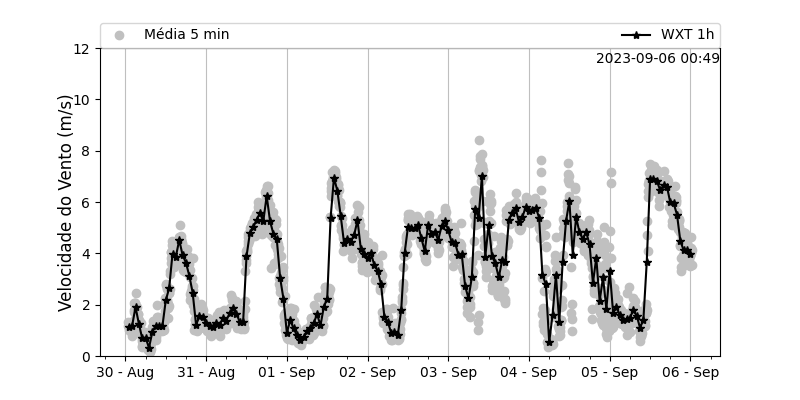 Média 5 min WXT 1h
2023-09-06 00:49
Velocidade do Vento (m/s)
12
10
8
6
4
2
0
30 - Aug 31 - Aug 01 - Sep 02 - Sep 03 - Sep 04 - Sep 05 - Sep 06 - Sep